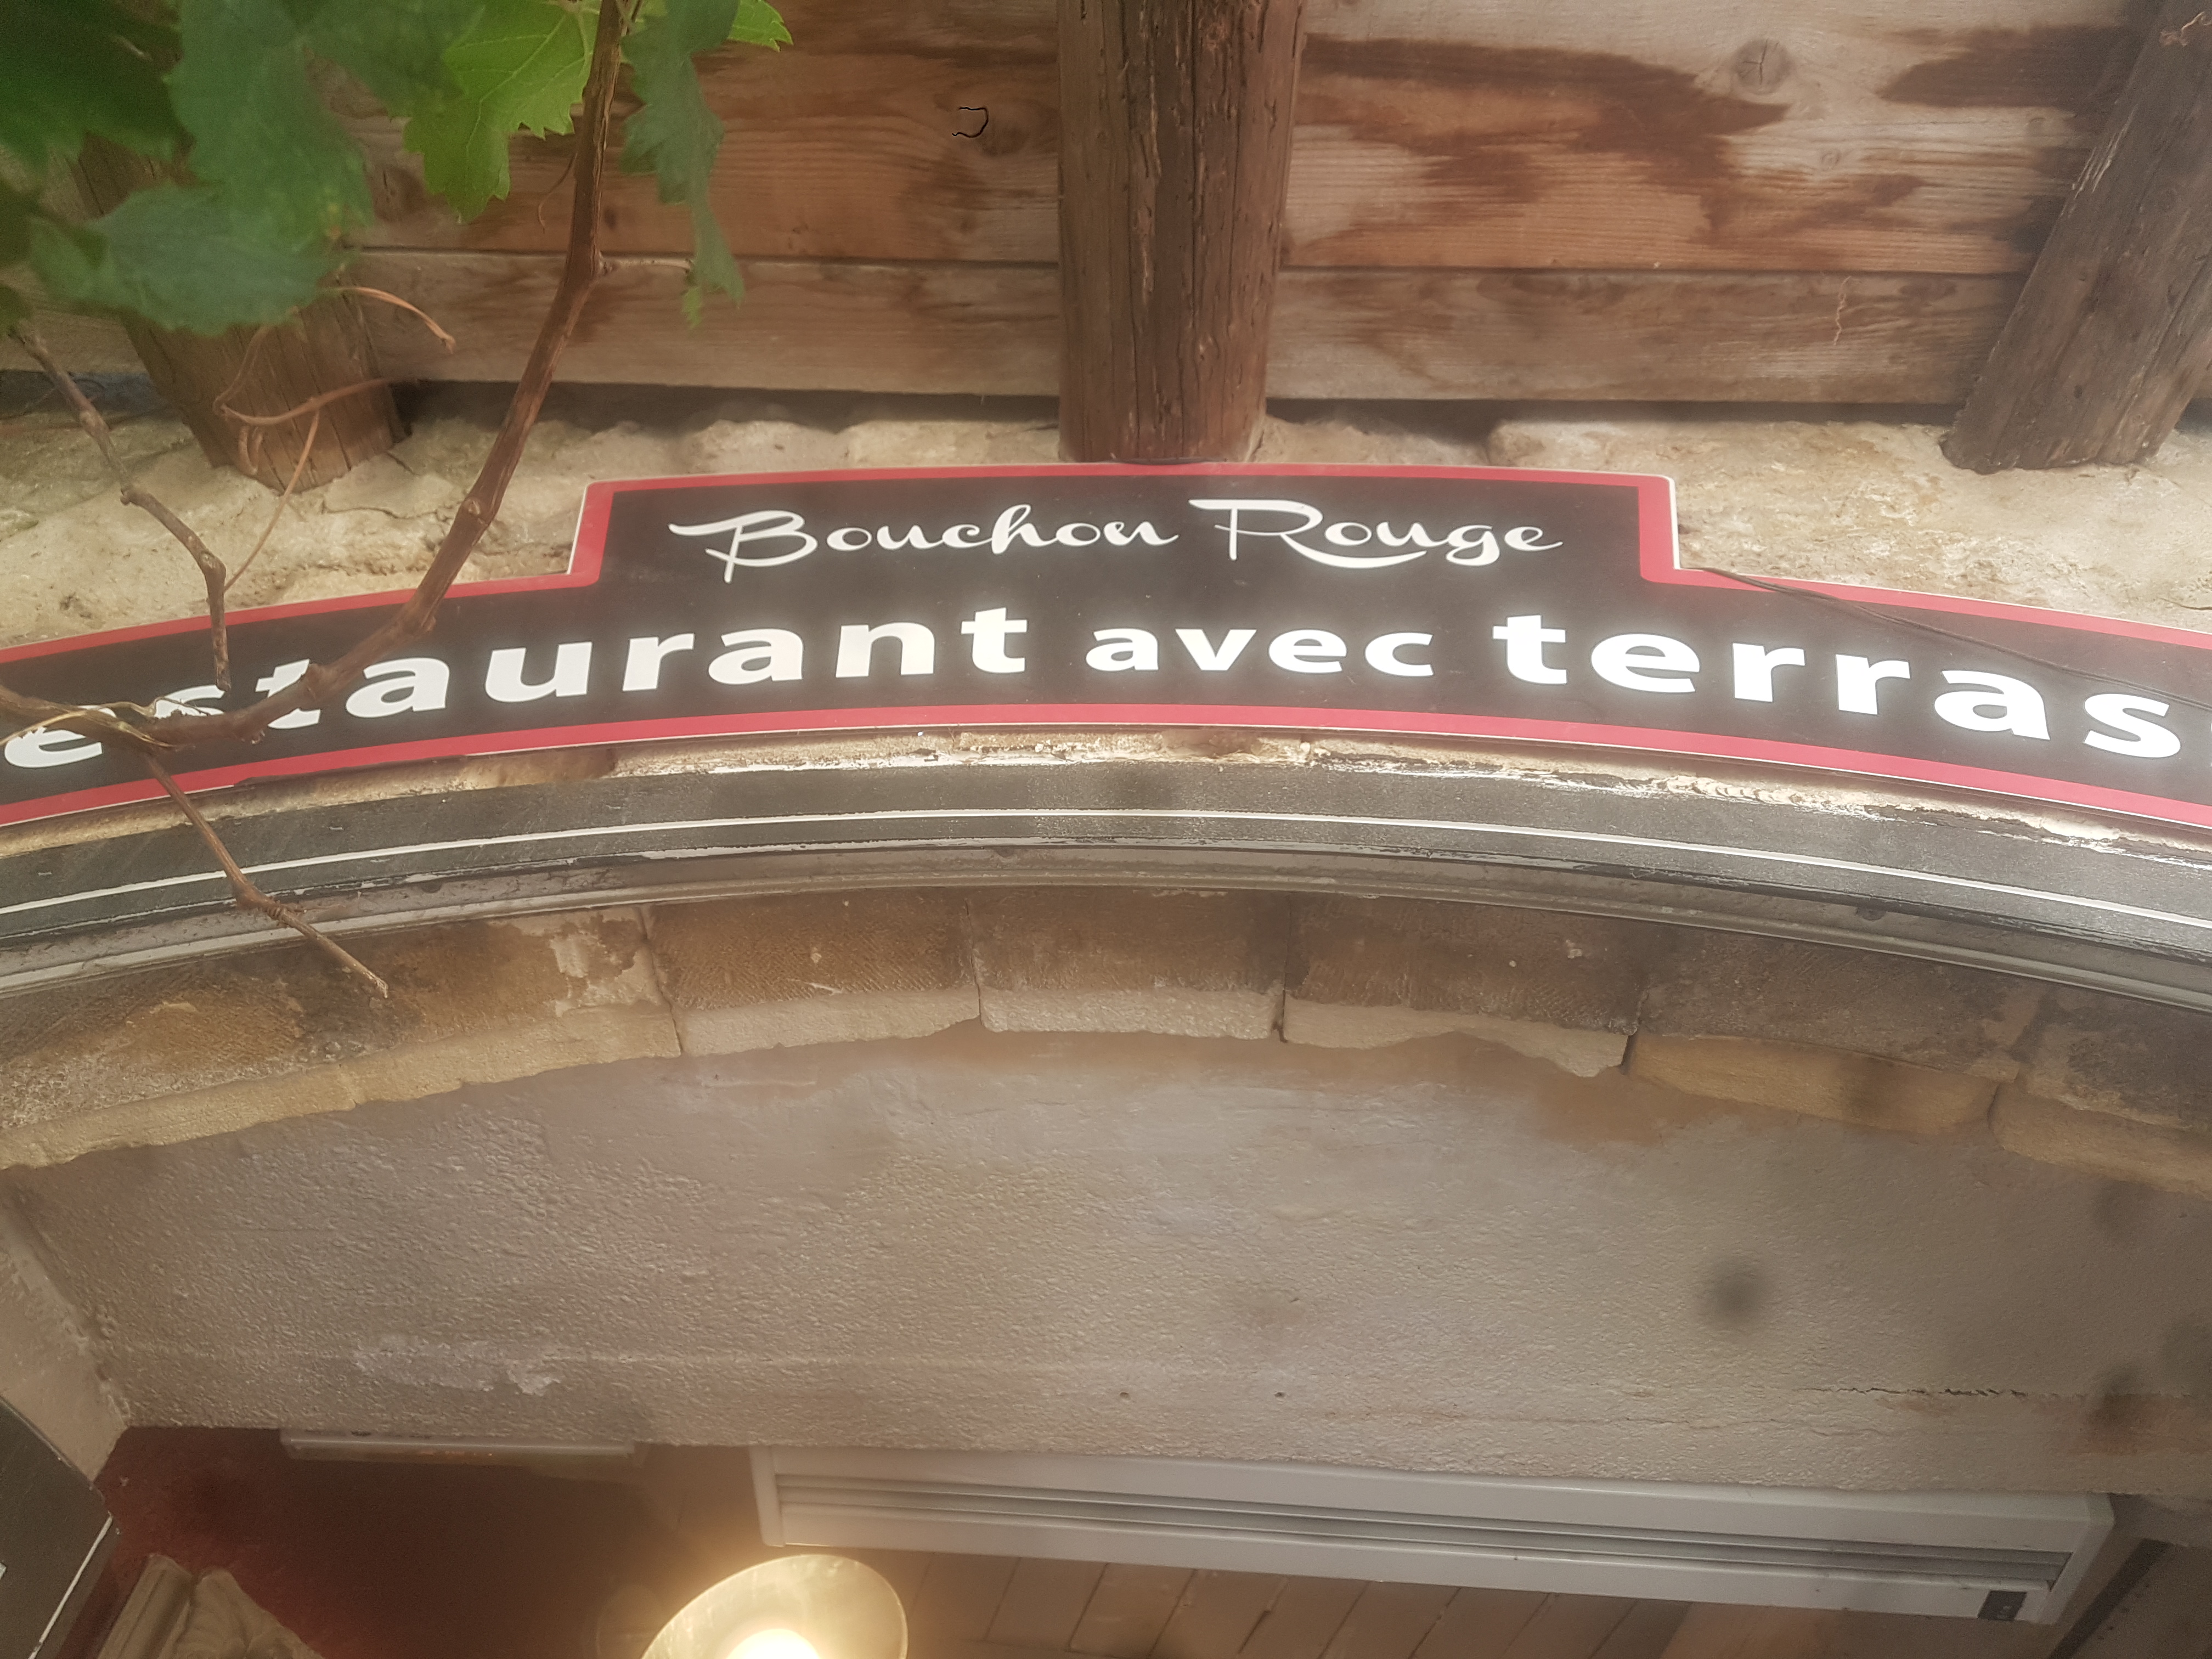 Bouchon Rouge
estaurant avec terras